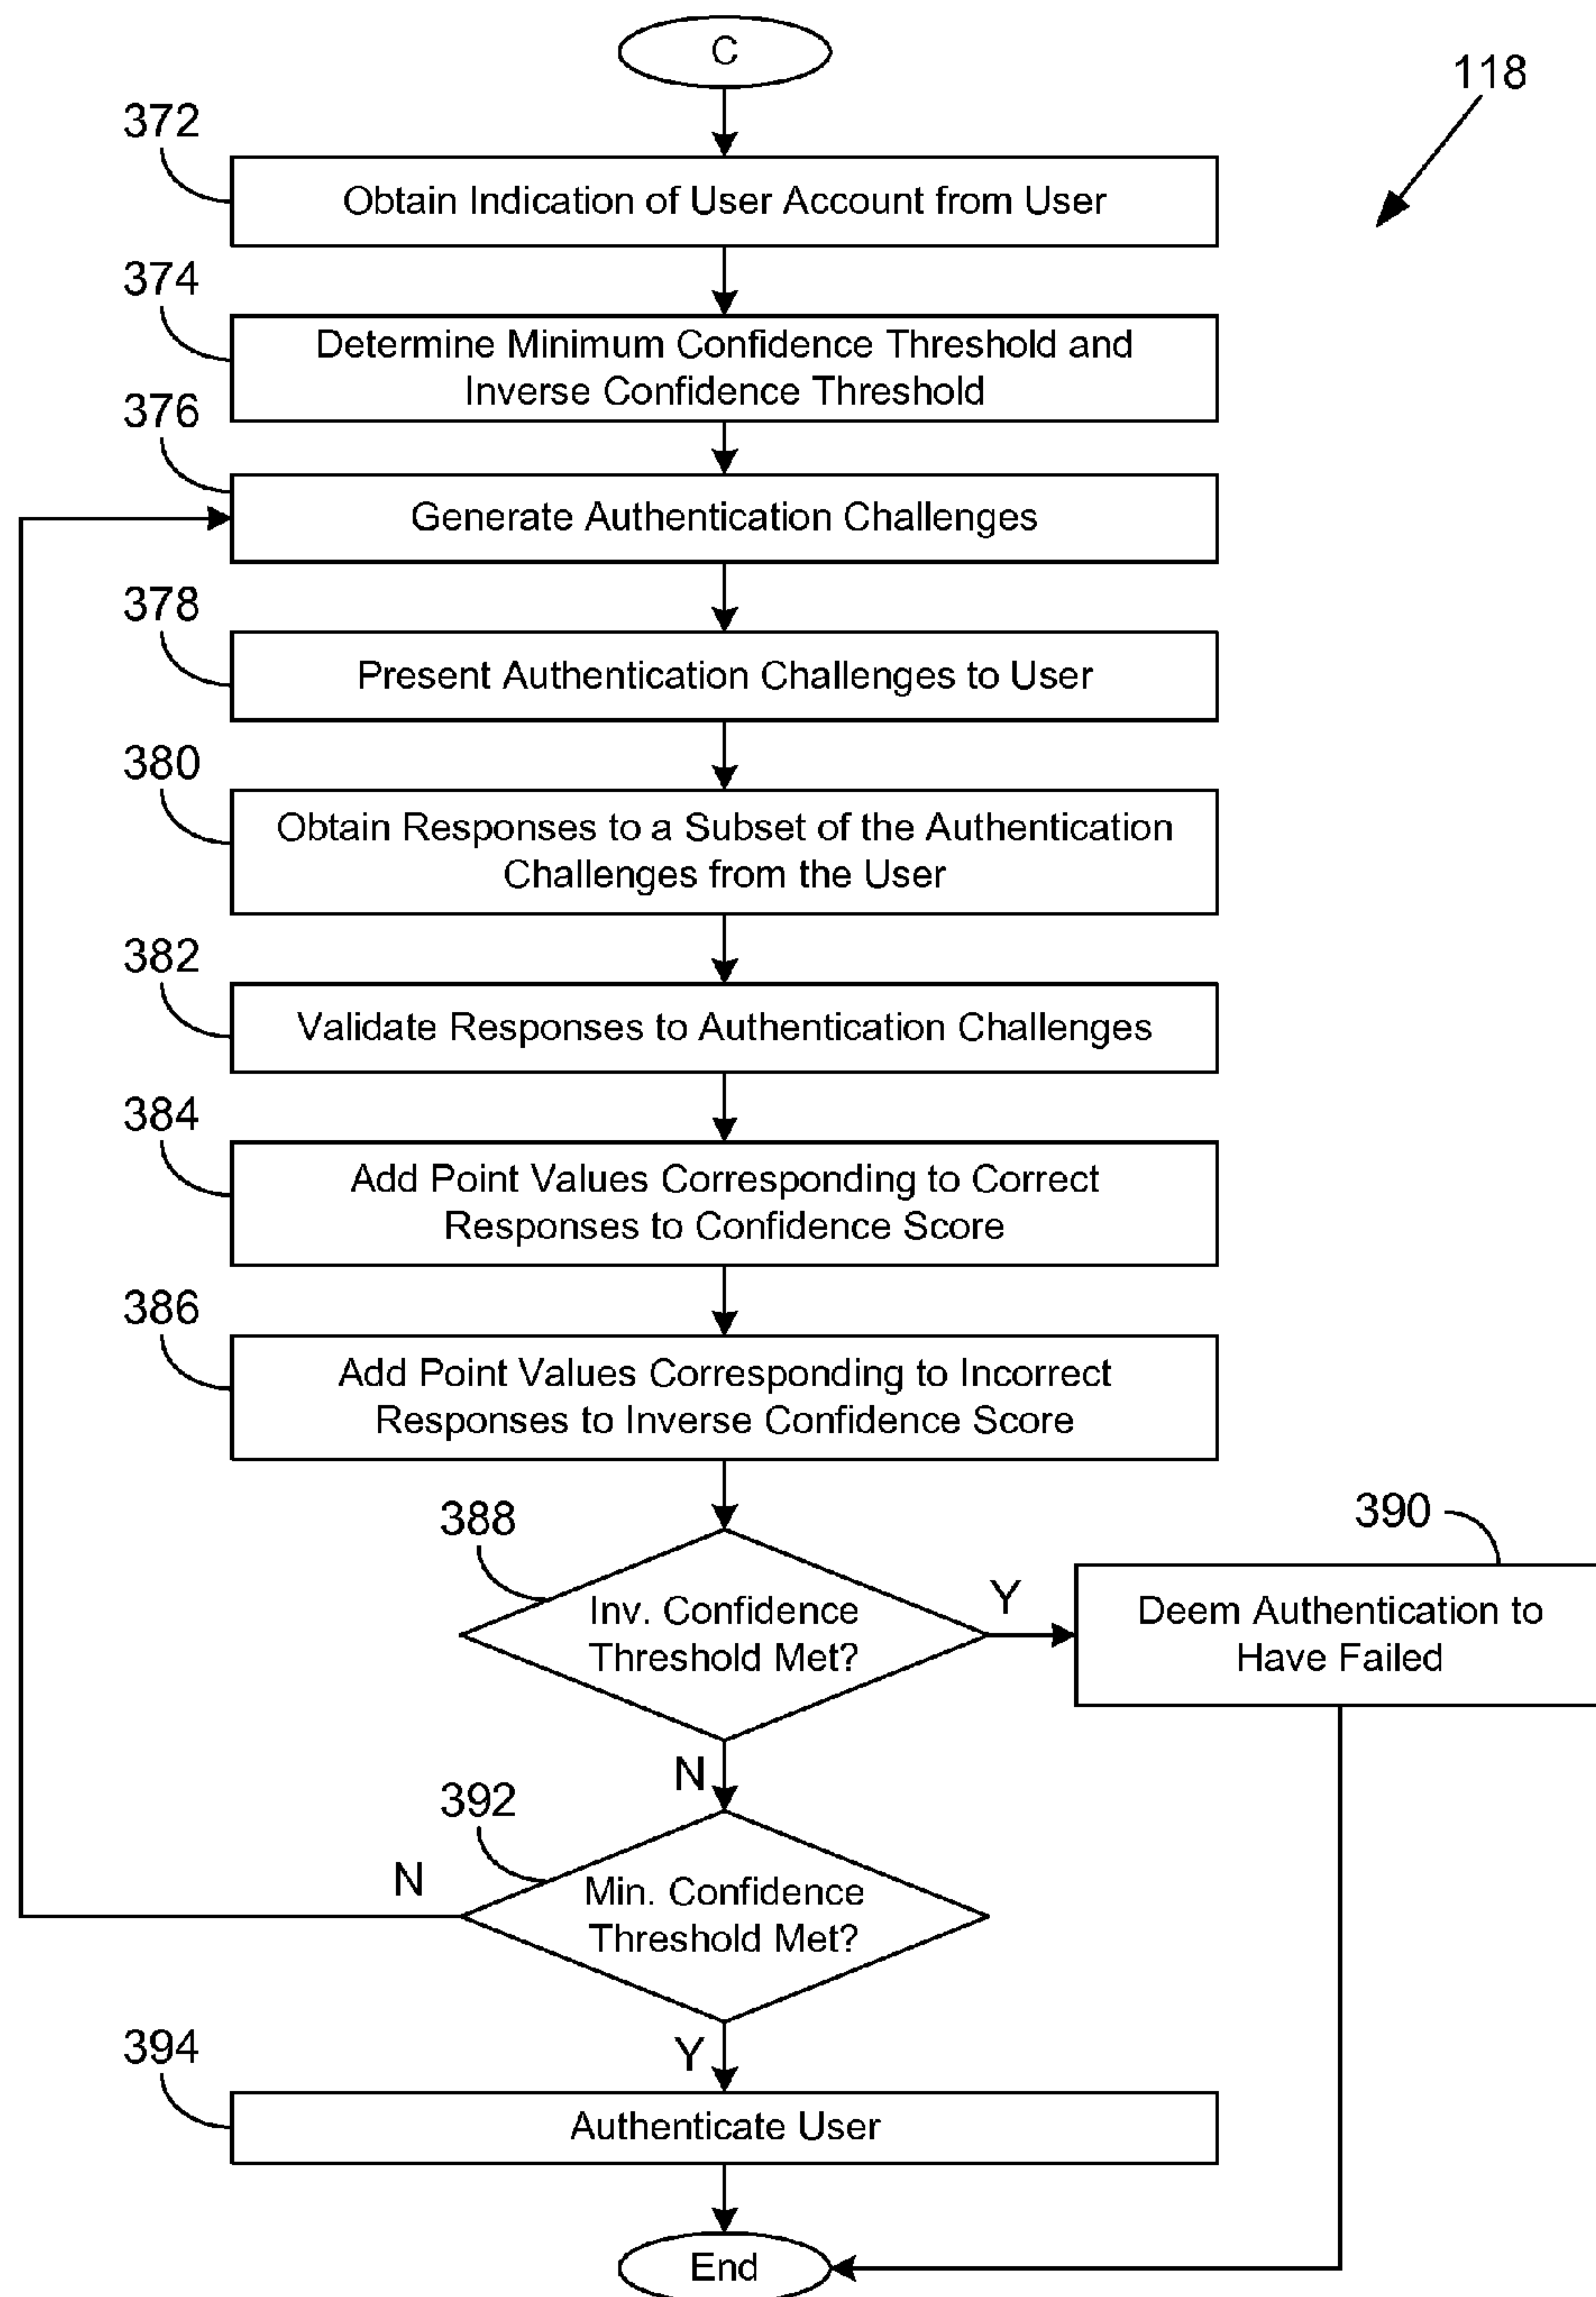 C
118
372
Obtain Indication of User Account from User
374
Determine Minimum Confidence Threshold and
Inverse Confidence Threshold
376
Generate Authentication Challenges
378
Present Authentication Challenges to User
380
Obtain Responses to a Subset of the Authentication
Challenges from the User
382
Validate Responses to Authentication Challenges
384
Add Point Values Corresponding to Correct
Responses to Confidence Score
386
Add Point Values Corresponding to Incorrect
Responses to Inverse Confidence Score
388
Inv. Confidence
Threshold Met?
Y
390
Deem Authentication to
Have Failed
N
392
Min. Confidence
Threshold Met?
N
Y
394
Authenticate User
End